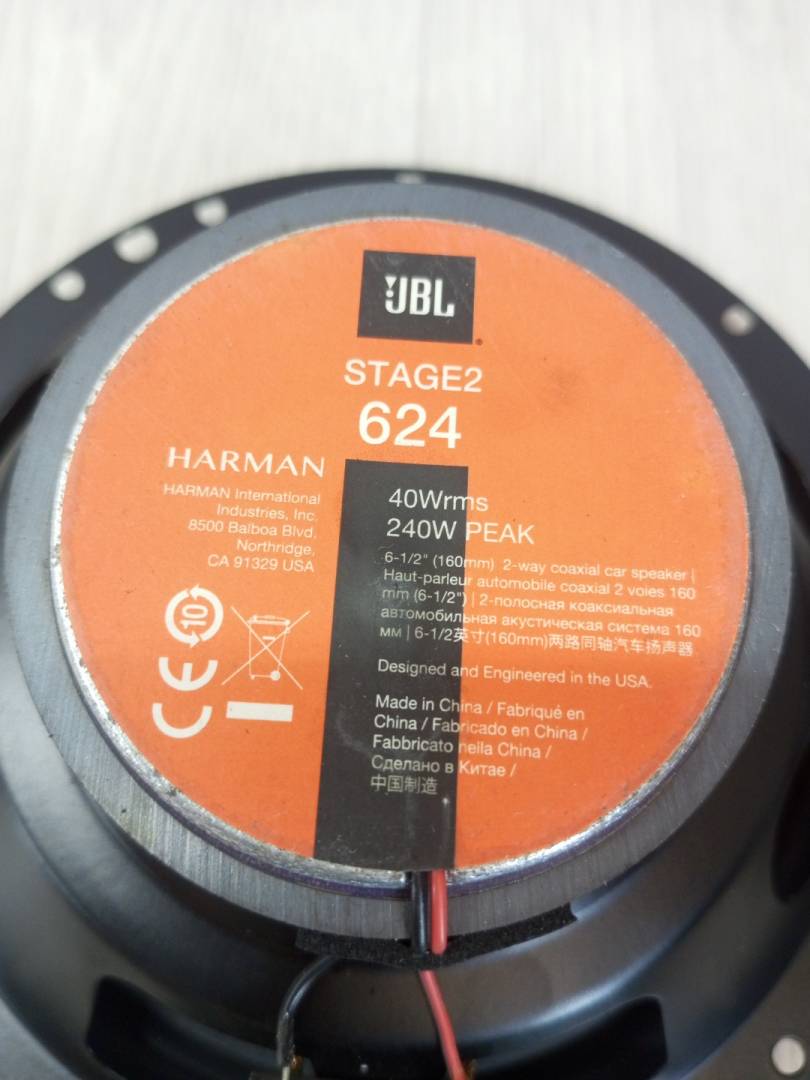 JBL
STAGE2
624
HARMAN
HARMAN International
Industries, Inc.
8500 Balboa Blvd.
Northridge,
CA 91329 USA
10
CE
40Wrms
240W PEAK
6-1/2" (160mm) 2-way coaxial car speaker |
Haut-parleur automobile coaxial 2 voies 160
mm (6-1/2") | 2-полосная коаксиальная
автомобильная акустическая система 160
мм | 6-1/2英寸(160mm)两路同轴汽车扬声器
Designed and Engineered in the USA.
Made in China / Fabriqué en
China / Fabricado en China /
Fabbricato nella China /
Сделано в Китае /
中国制造